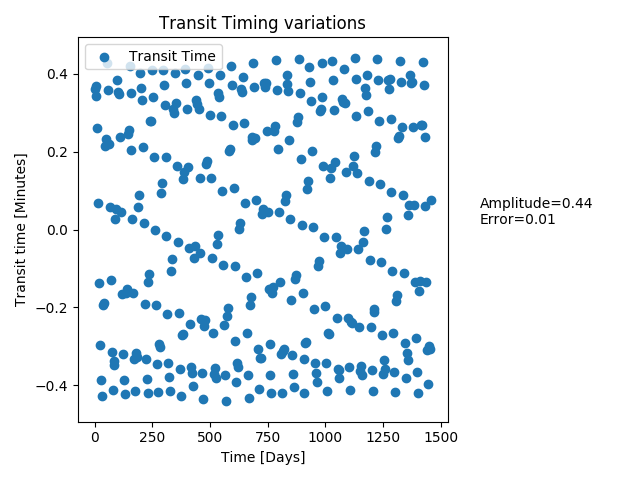 Transit Timing variations
Transit Time
0.4
0.2
0.0
−0.2
−0.4
Transit time [Minutes]
0
250
500
750
1000
1250
1500
Time [Days]
Amplitude=0.44
Error=0.01